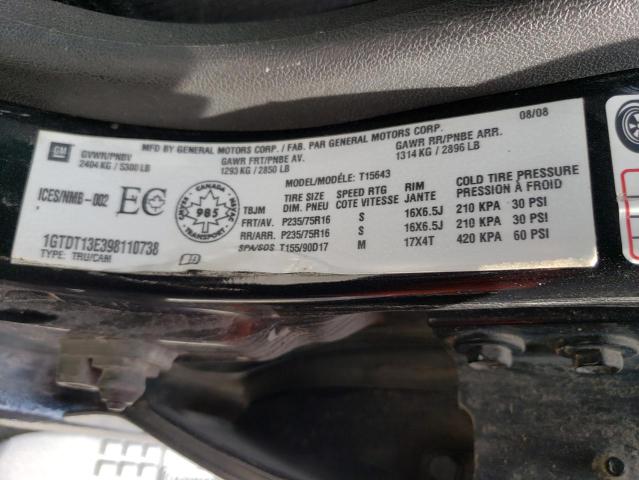 GM
MFD BY GENERAL MOTORS CORP. / FAB. PAR GENERAL MOTORS CORP.
08/08
GVWR/PNBV
2404 KG / 5300 LB
GAWR FRT/PNBE AV.
1293 KG / 2850 LB
GAWR RR/PNBE ARR.
1314 KG / 2896 LB
ICES/NMB-002
EC
CANADA
985
TRANSPORT
MODEL/MODÉLE: T15643
TIRE SIZE SPEED RTG RIM COLD TIRE PRESSURE
TBJM DIM. PNEU COTE VITESSE JANTE PRESSION À FROID
FRT/AV. P235/75R16 S 16X6.5J 210 KPA 30 PSI
RR/ARR. P235/75R16 S 16X6.5J 210 KPA 30 PSI
SPA/SOS T155/90D17 M 17X4T 420 KPA 60 PSI
1GTDT13E398110738
TYPE: TRU/CAM